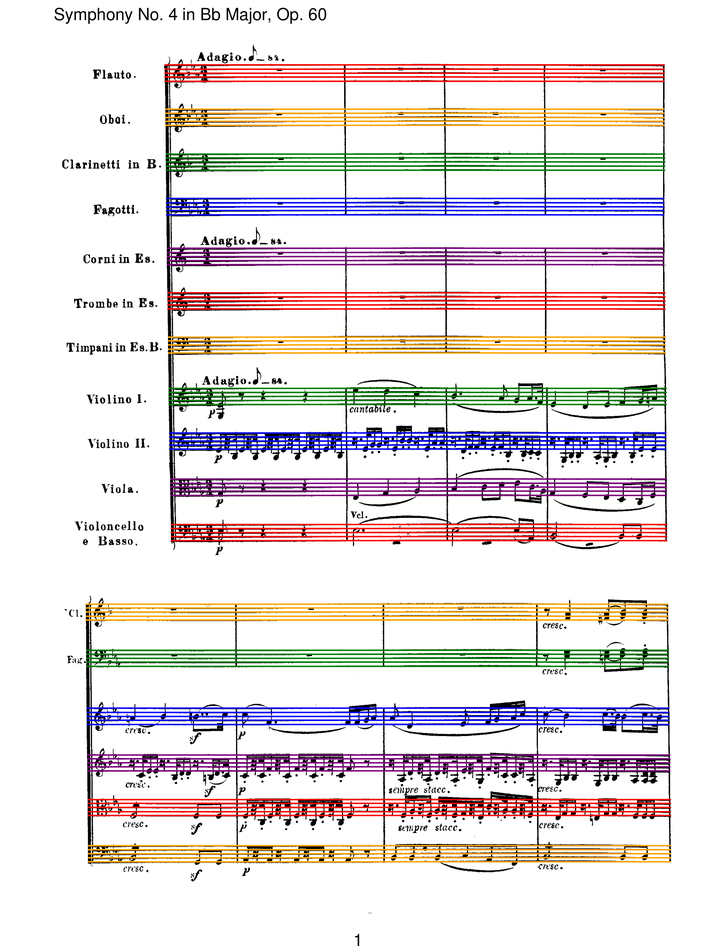 Symphony No. 4 in Bb Major, Op. 60
Adagio. 84.
Flauto.
Oboi.
Clarinetti in B.
Fagotti.
Adagio. 84.
Corni in Es.
Trombe in Es.
Timpani in Es.B.
Adagio. 84.
Violino I.
p cantabile.
Violino II.
p
Viola.
p
Vcl.
Violoncello
e Basso.
p
Cl.
cresc.
Fag.
cresc.
cresc. sf p cresc.
cresc. sf p sempre stacc. cresc.
cresc. sf p sempre stacc. cresc.
cresc. sf p cresc.
1